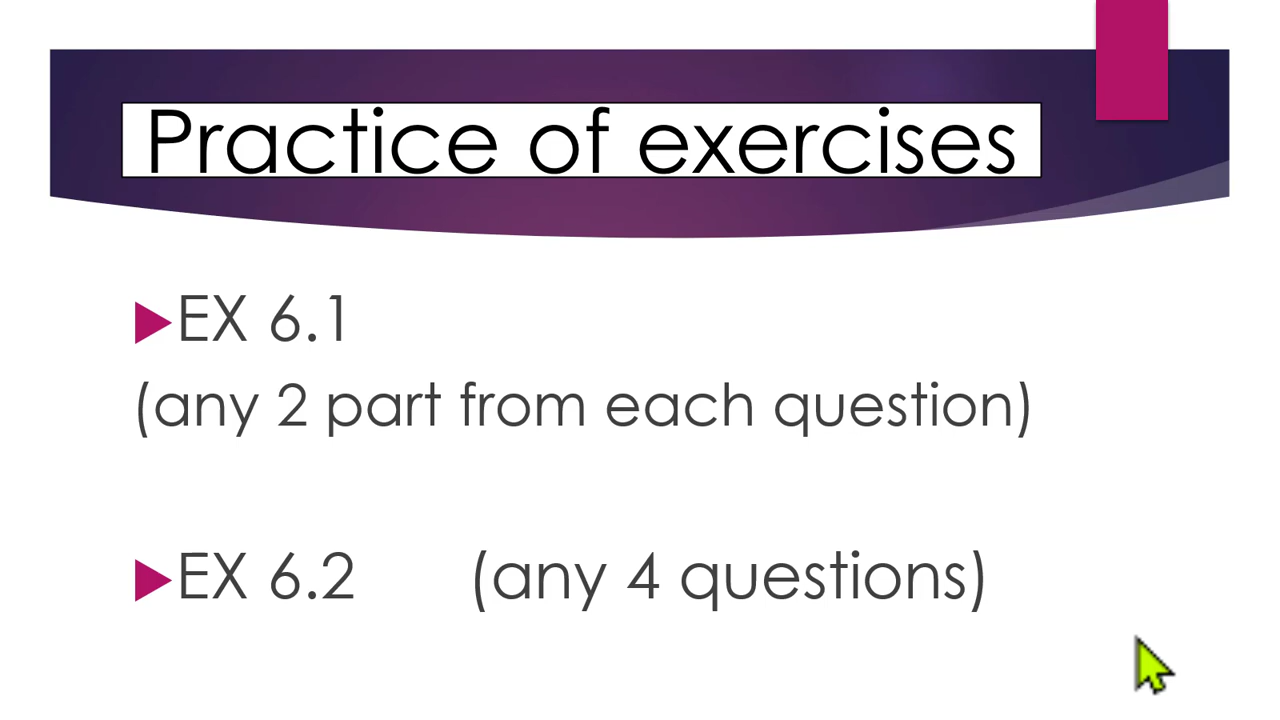 Practice of exercises
EX 6.1
(any 2 part from each question)
EX 6.2 (any 4 questions)